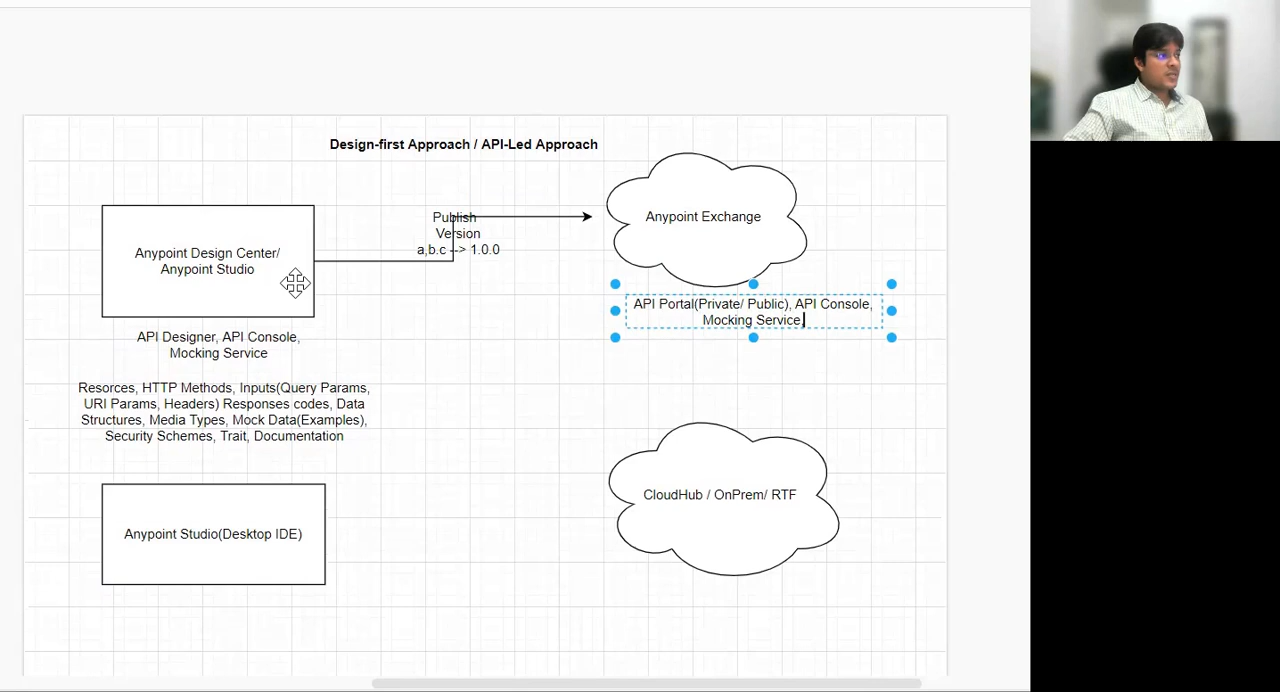 Design-first Approach / API-Led Approach
Anypoint Design Center/
Anypoint Studio
Publish
Version
a,b.c --> 1.0.0
Anypoint Exchange
API Portal(Private/ Public), API Console,
Mocking Service
API Designer, API Console,
Mocking Service
Resorces, HTTP Methods, Inputs(Query Params,
URI Params, Headers) Responses codes, Data
Structures, Media Types, Mock Data(Examples),
Security Schemes, Trait, Documentation
Anypoint Studio(Desktop IDE)
CloudHub / OnPrem/ RTF